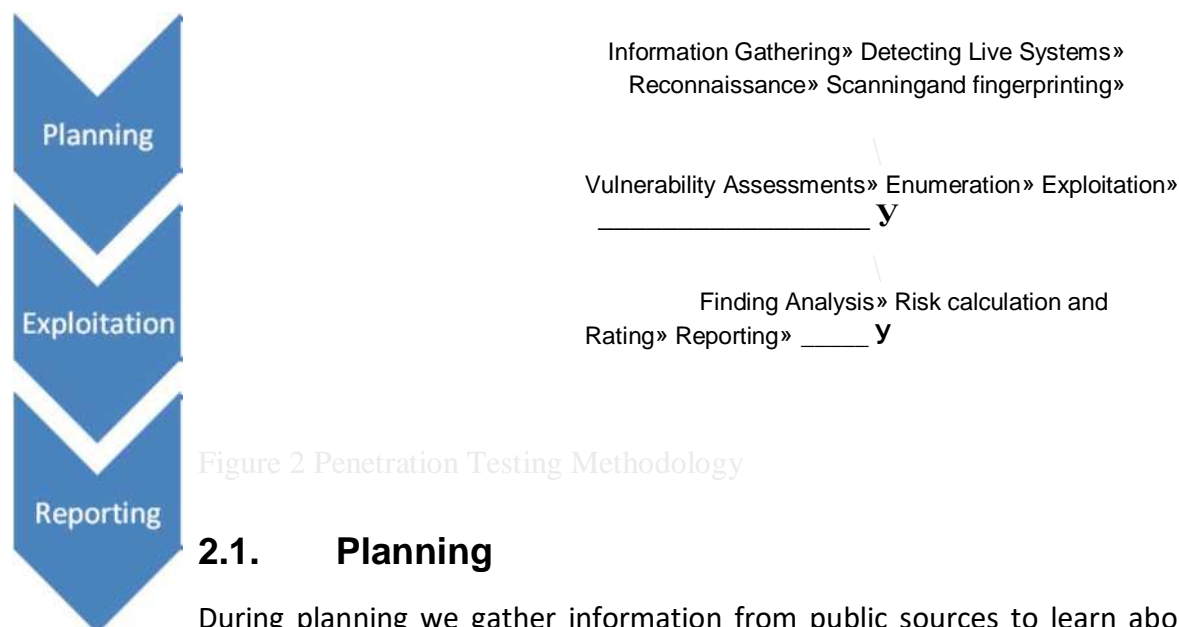 Planning
Exploitation
Reporting
Information Gathering» Detecting Live Systems»
Reconnaissance» Scanningand fingerprinting»
\
Vulnerability Assessments» Enumeration» Exploitation»
_________________ У
\
Finding Analysis» Risk calculation and
Rating» Reporting» _____ У
Figure 2 Penetration Testing Methodology
2.1. Planning
During planning we gather information from public sources to learn abo